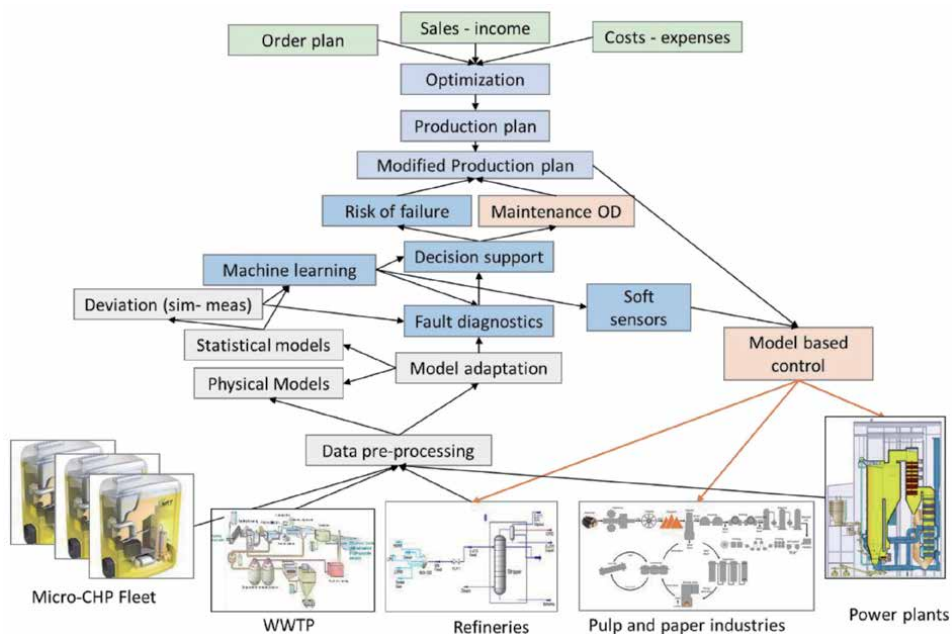 Sales - income
Order plan
Costs - expenses
Optimization
Production plan
Modified Production plan
Risk of failure
Maintenance OD
Decision support
Machine learning
Deviation (sim- meas)
Soft
sensors
Fault diagnostics
Statistical models
Model based
control
Model adaptation
Physical Models
Data pre-processing
Micro-CHP Fleet
WWTP
Refineries
Pulp and paper industries
Power plants